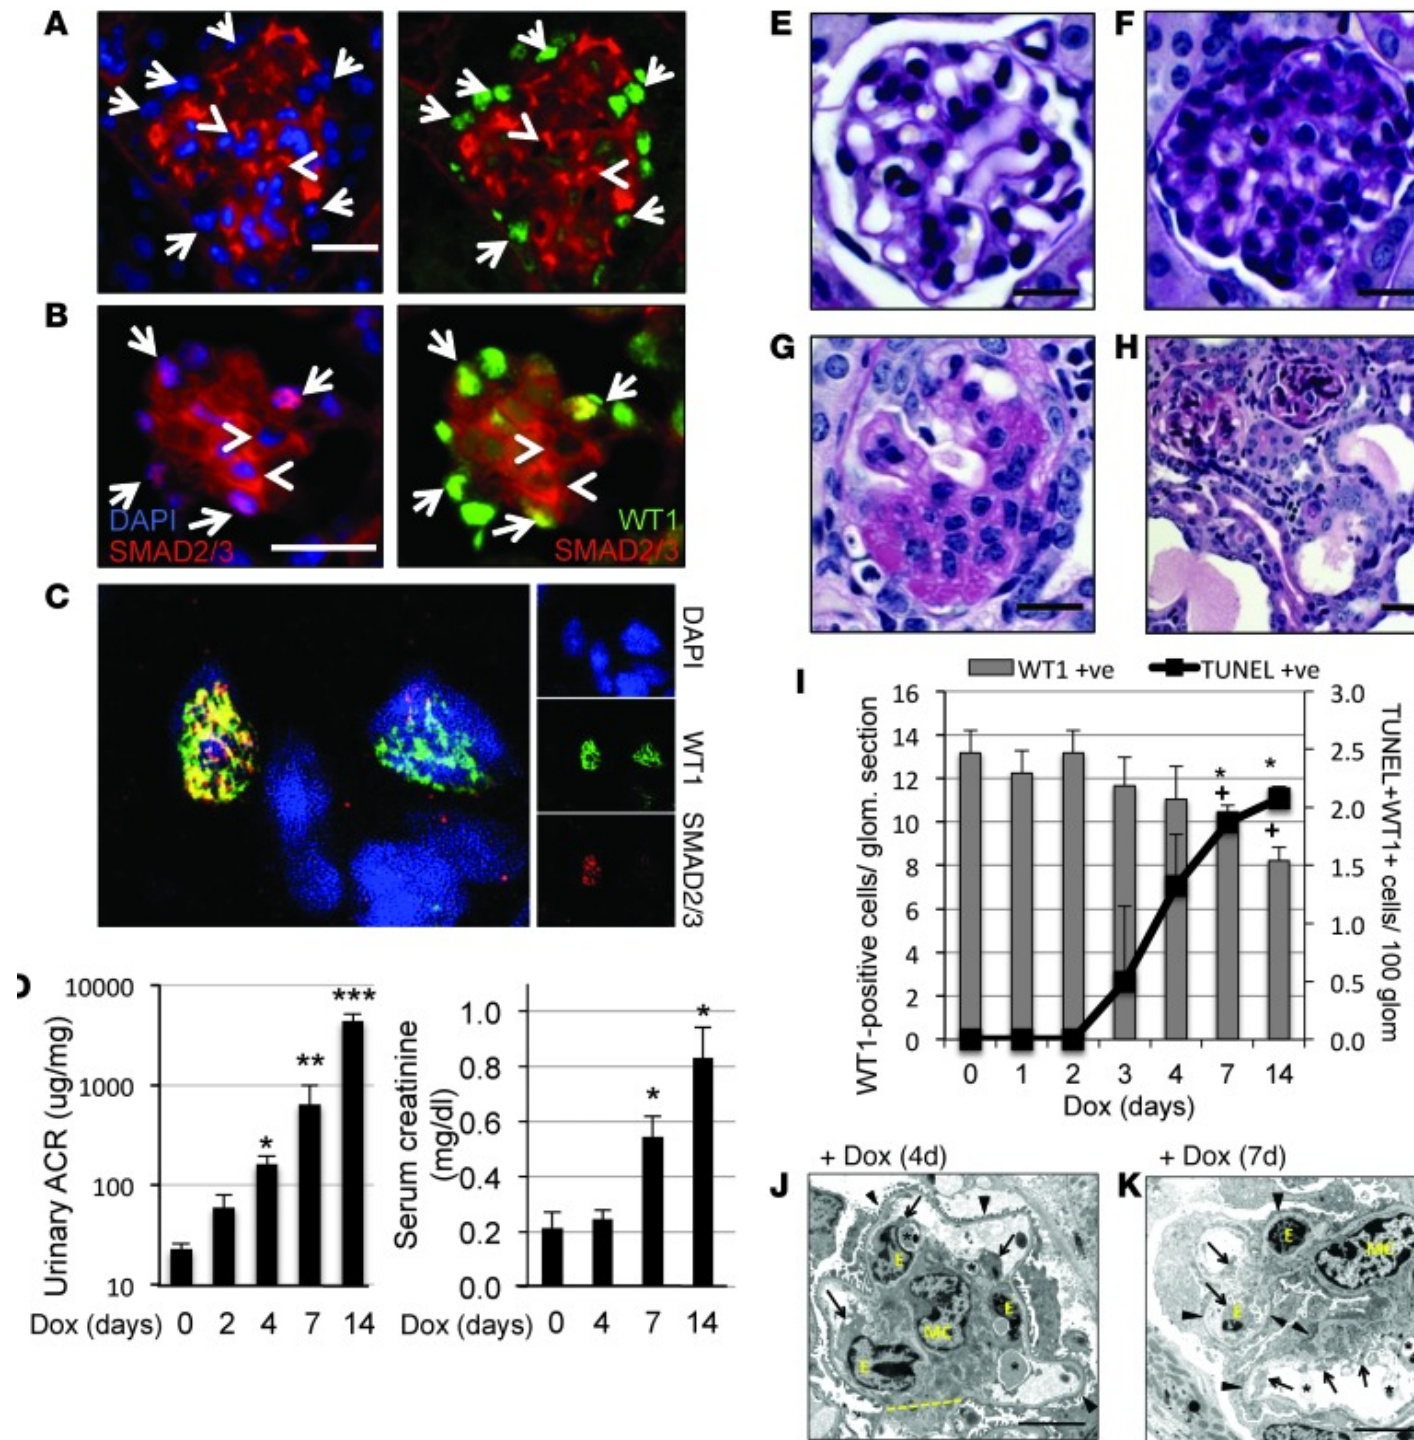 A
B
DAPI
SMAD2/3
WT1
SMAD2/3
C
DAPI
WT1
SMAD2/3
D
Urinary ACR (ug/mg)
10000
1000
100
10
*
**
***
Dox (days) 0 2 4 7 14
Serum creatinine
(mg/dl)
1.0
0.8
0.6
0.4
0.2
0.0
*
*
Dox (days) 0 4 7 14
E
F
G
H
I
WT1 +ve
TUNEL +ve
WT1-positive cells/ glom. section
16
14
12
10
8
6
4
2
0
*
+
*
+
3.0
2.5
2.0
1.5
1.0
0.5
0.0
TUNEL+WT1+ cells/ 100 glom
0 1 2 3 4 7 14
Dox (days)
+ Dox (4d)
J
E
*
E
MC
E
*
+ Dox (7d)
K
E
MC
E
*
*
*